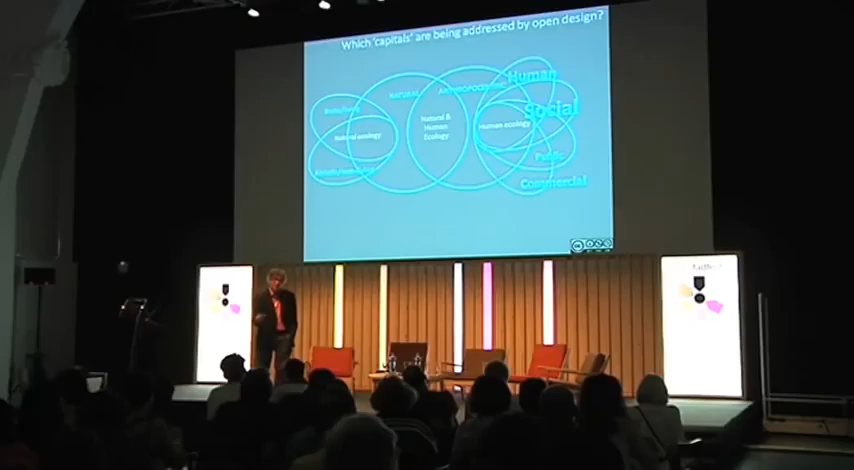 Which 'capitals' are being addressed by open design?
Human
NATURAL
ANTHROPOCENTRIC
Social
Natural &
Human
Ecology
Human ecology
Natural ecology
Public
Commercial